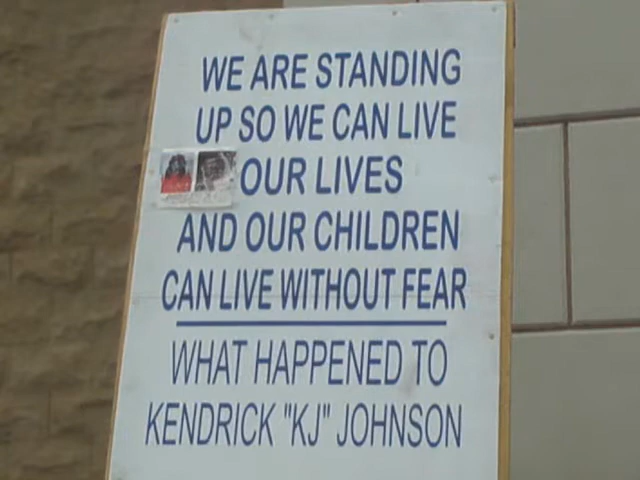 WE ARE STANDING
UP SO WE CAN LIVE
OUR LIVES
AND OUR CHILDREN
CAN LIVE WITHOUT FEAR
WHAT HAPPENED TO
KENDRICK "KJ" JOHNSON